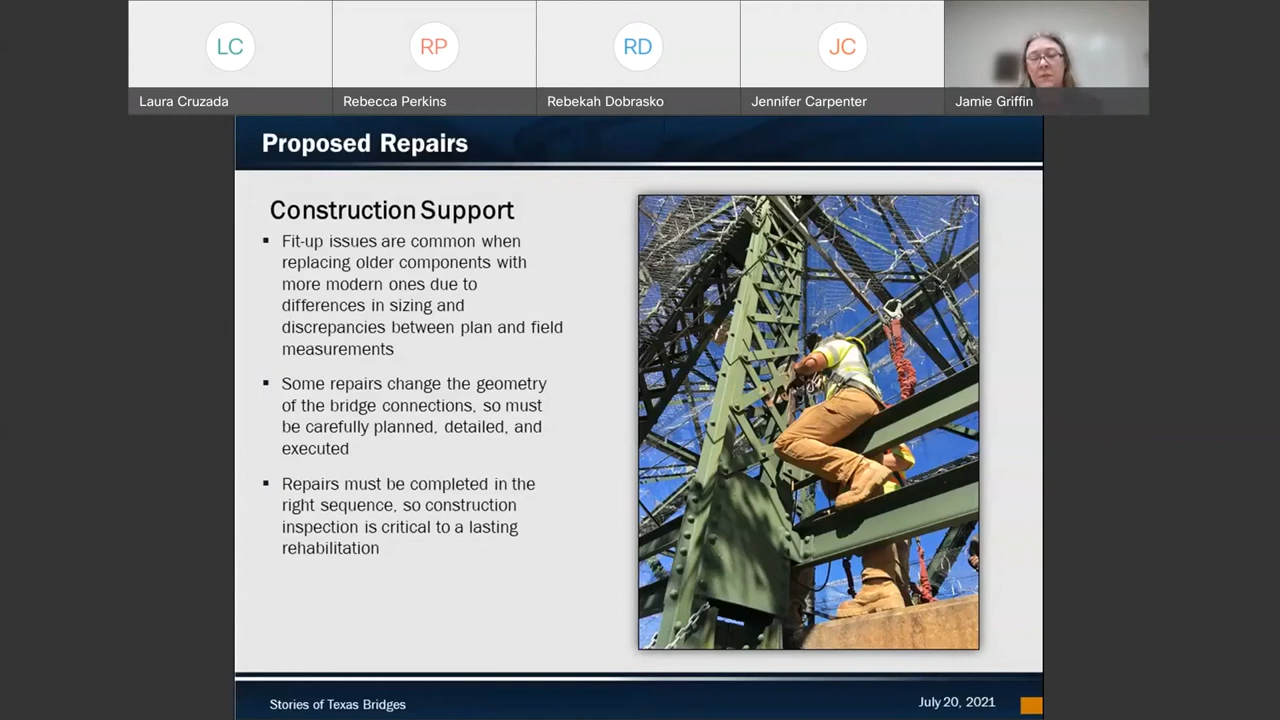 LC
RP
RD
JC
Laura Cruzada
Rebecca Perkins
Rebekah Dobrasko
Jennifer Carpenter
Jamie Griffin
Proposed Repairs
Construction Support
▪ Fit-up issues are common when
replacing older components with
more modern ones due to
differences in sizing and
discrepancies between plan and field
measurements
▪ Some repairs change the geometry
of the bridge connections, so must
be carefully planned, detailed, and
executed
▪ Repairs must be completed in the
right sequence, so construction
inspection is critical to a lasting
rehabilitation
Stories of Texas Bridges
July 20, 2021